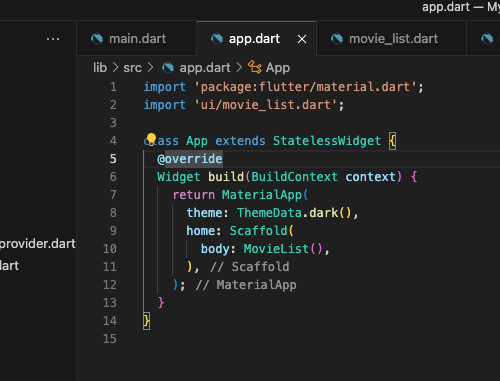 app.dart — My
...
main.dart
app.dart
movie_list.dart
lib > src > app.dart > App
1 import 'package:flutter/material.dart';
2 import 'ui/movie_list.dart';
3
4 class App extends StatelessWidget {
5 @override
6 Widget build(BuildContext context) {
7 return MaterialApp(
8 theme: ThemeData.dark(),
9 home: Scaffold(
10 body: MovieList(),
11 ), // Scaffold
12 ); // MaterialApp
13 }
14 }
15
provider.dart
dart